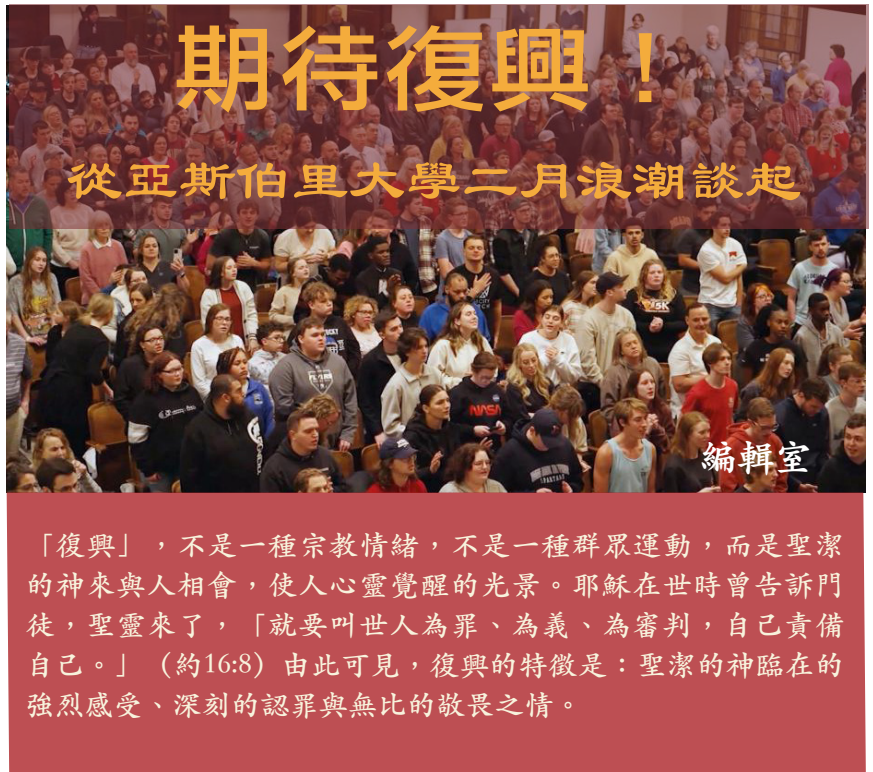 期待復興！
從亞斯伯里大學二月浪潮談起
NASA
編輯室
「復興」，不是一種宗教情緒，不是一種群眾運動，而是聖潔
的神來與人相會，使人心靈覺醒的光景。耶穌在世時曾告訴門
徒，聖靈來了，「就要叫世人為罪、為義、為審判，自己責備
自己。」（約16:8）由此可見，復興的特徵是：聖潔的神臨在的
強烈感受、深刻的認罪與無比的敬畏之情。